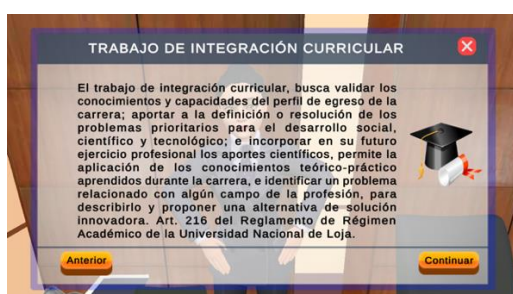 TRABAJO DE INTEGRACIÓN CURRICULAR
El trabajo de integración curricular, busca validar los
conocimientos y capacidades del perfil de egreso de la
carrera; aportar a la definición o resolución de los
problemas prioritarios para el desarrollo social,
científico y tecnológico; e incorporar en su futuro
ejercicio profesional los aportes científicos, permite la
aplicación de los conocimientos teórico-práctico
aprendidos durante la carrera, e identificar un problema
relacionado con algún campo de la profesión, para
describirlo y proponer una alternativa de solución
innovadora. Art. 216 del Reglamento de Régimen
Académico de la Universidad Nacional de Loja.
Anterior
Continuar